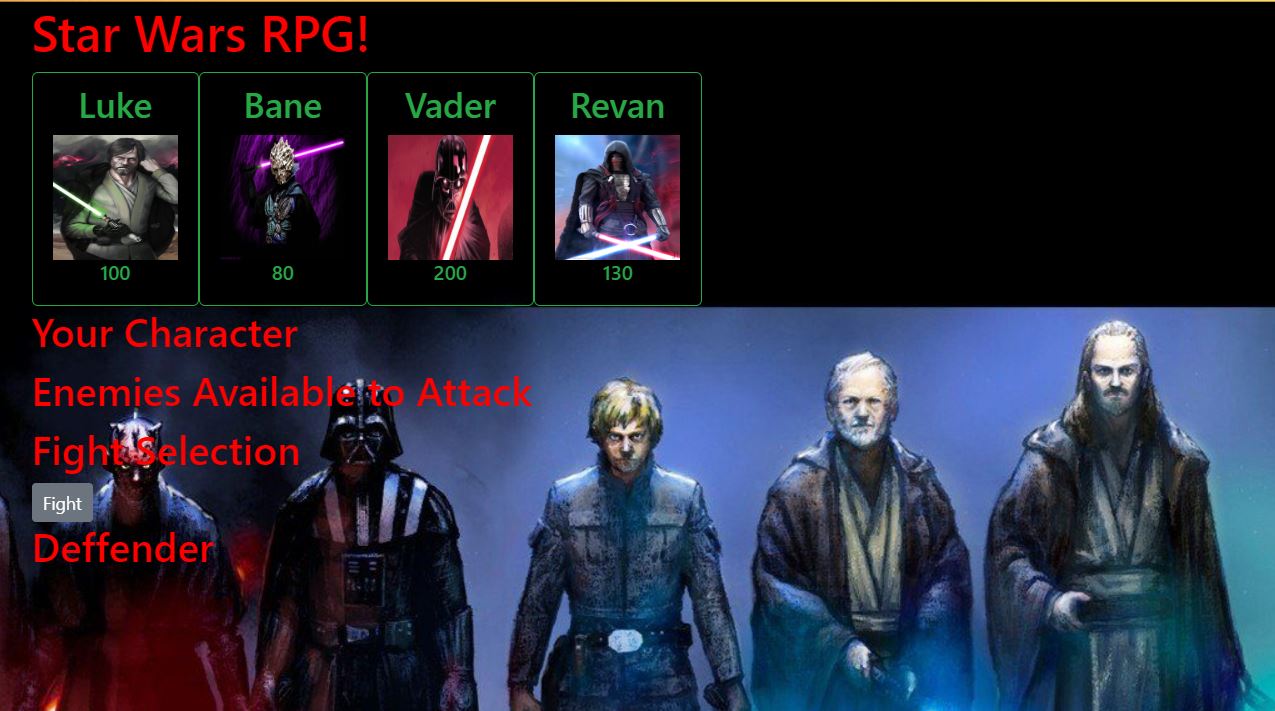 Star Wars RPG!
Luke Bane Vader Revan
100 80 200 130
Your Character
Enemies Available to Attack
Fight Selection
Fight
Deffender